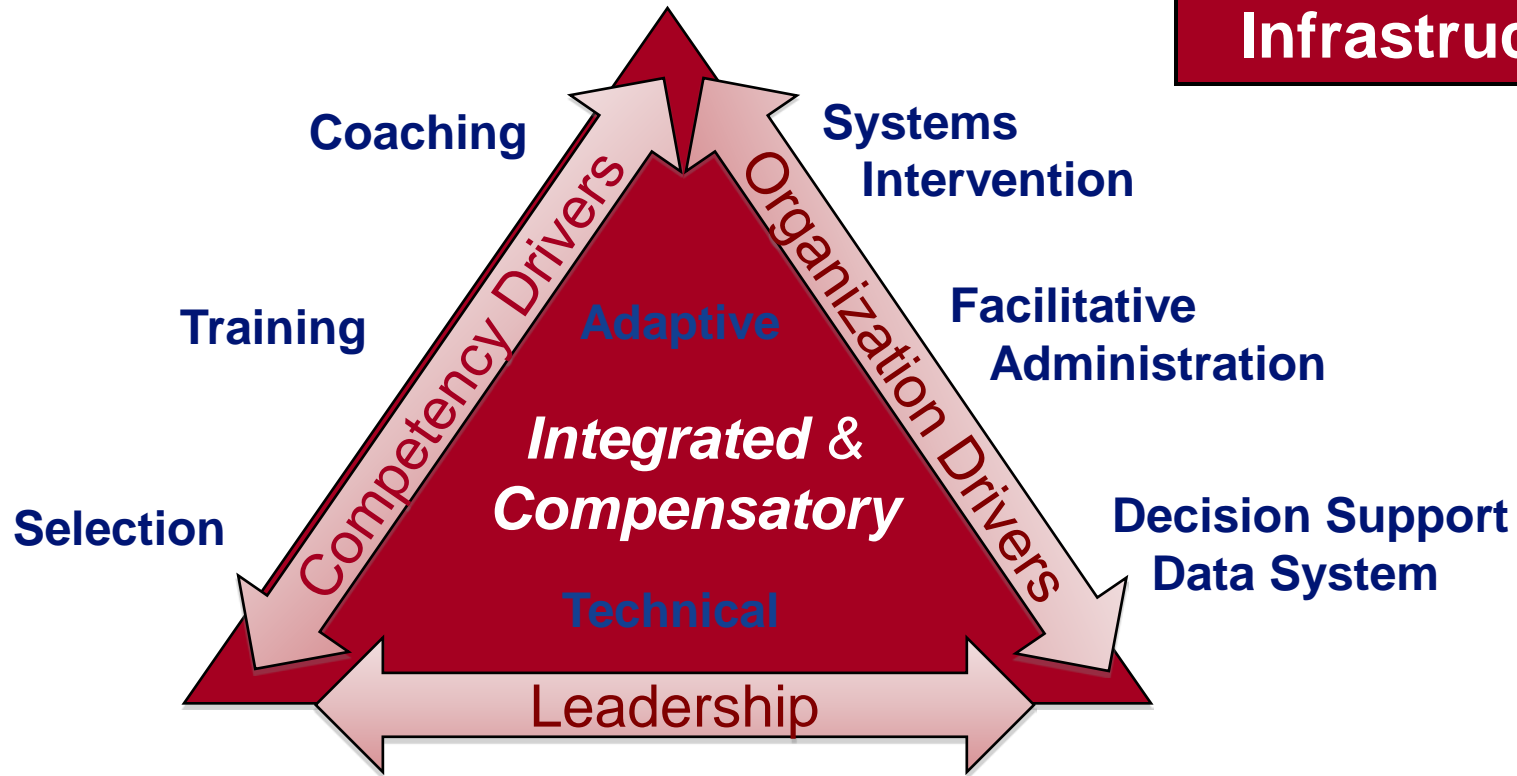 Infrastruc
Coaching
Systems
Intervention
Competency Drivers
Organization Drivers
Training
Adaptive
Facilitative
Administration
Integrated &
Compensatory
Selection
Decision Support
Data System
Technical
Leadership